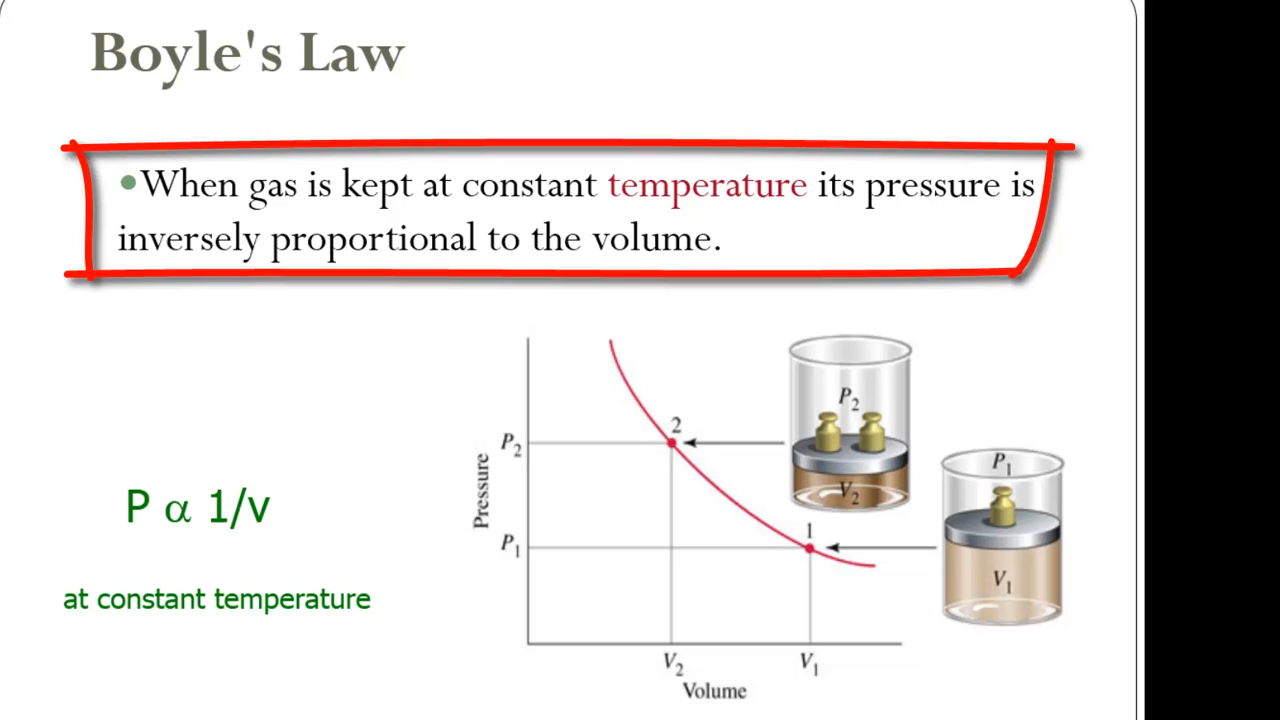 Boyle's Law
•When gas is kept at constant temperature its pressure is
inversely proportional to the volume.
P α 1/v
at constant temperature
Pressure
P₂
P₁
2
1
V₂
V₁
Volume
P₂
V₂
P₁
V₁